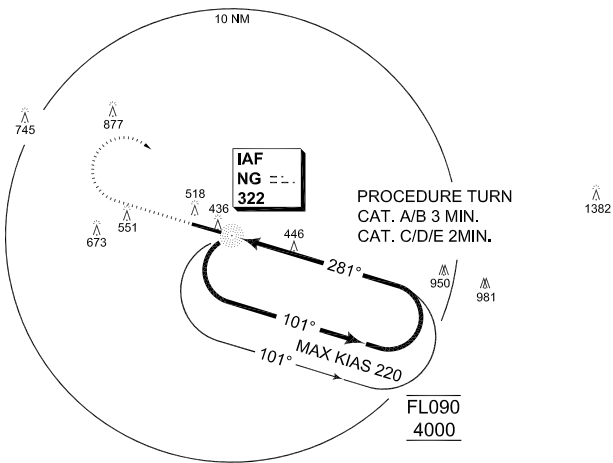 10 NM
745
877
IAF
NG
322
518
436
551
673
446
PROCEDURE TURN
CAT. A/B 3 MIN.
CAT. C/D/E 2MIN.
1382
281°
950
981
101°
101°
MAX KIAS 220
FL090
4000